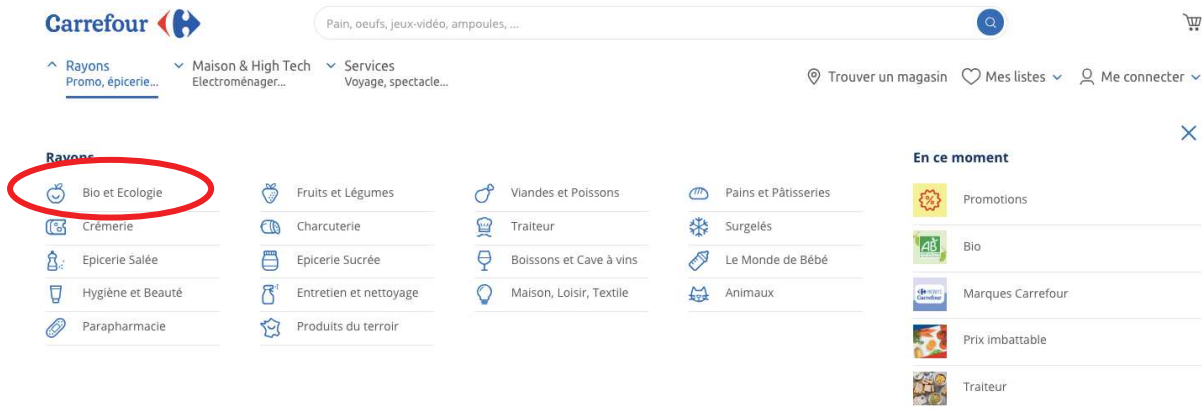 Carrefour
Pain, oeufs, jeux-vidéo, ampoules, ...
Rayons
Promo, épicerie...
Maison & High Tech
Electroménager...
Services
Voyage, spectacle...
Trouver un magasin
Mes listes
Me connecter
Rayons
Bio et Ecologie
Fruits et Légumes
Viandes et Poissons
Pains et Pâtisseries
Crémerie
Charcuterie
Traiteur
Surgelés
Epicerie Salée
Epicerie Sucrée
Boissons et Cave à vins
Le Monde de Bébé
Hygiène et Beauté
Entretien et nettoyage
Maison, Loisir, Textile
Animaux
Parapharmacie
Produits du terroir
En ce moment
Promotions
AB
Bio
Carrefour
Marques Carrefour
Prix imbattable
Traiteur